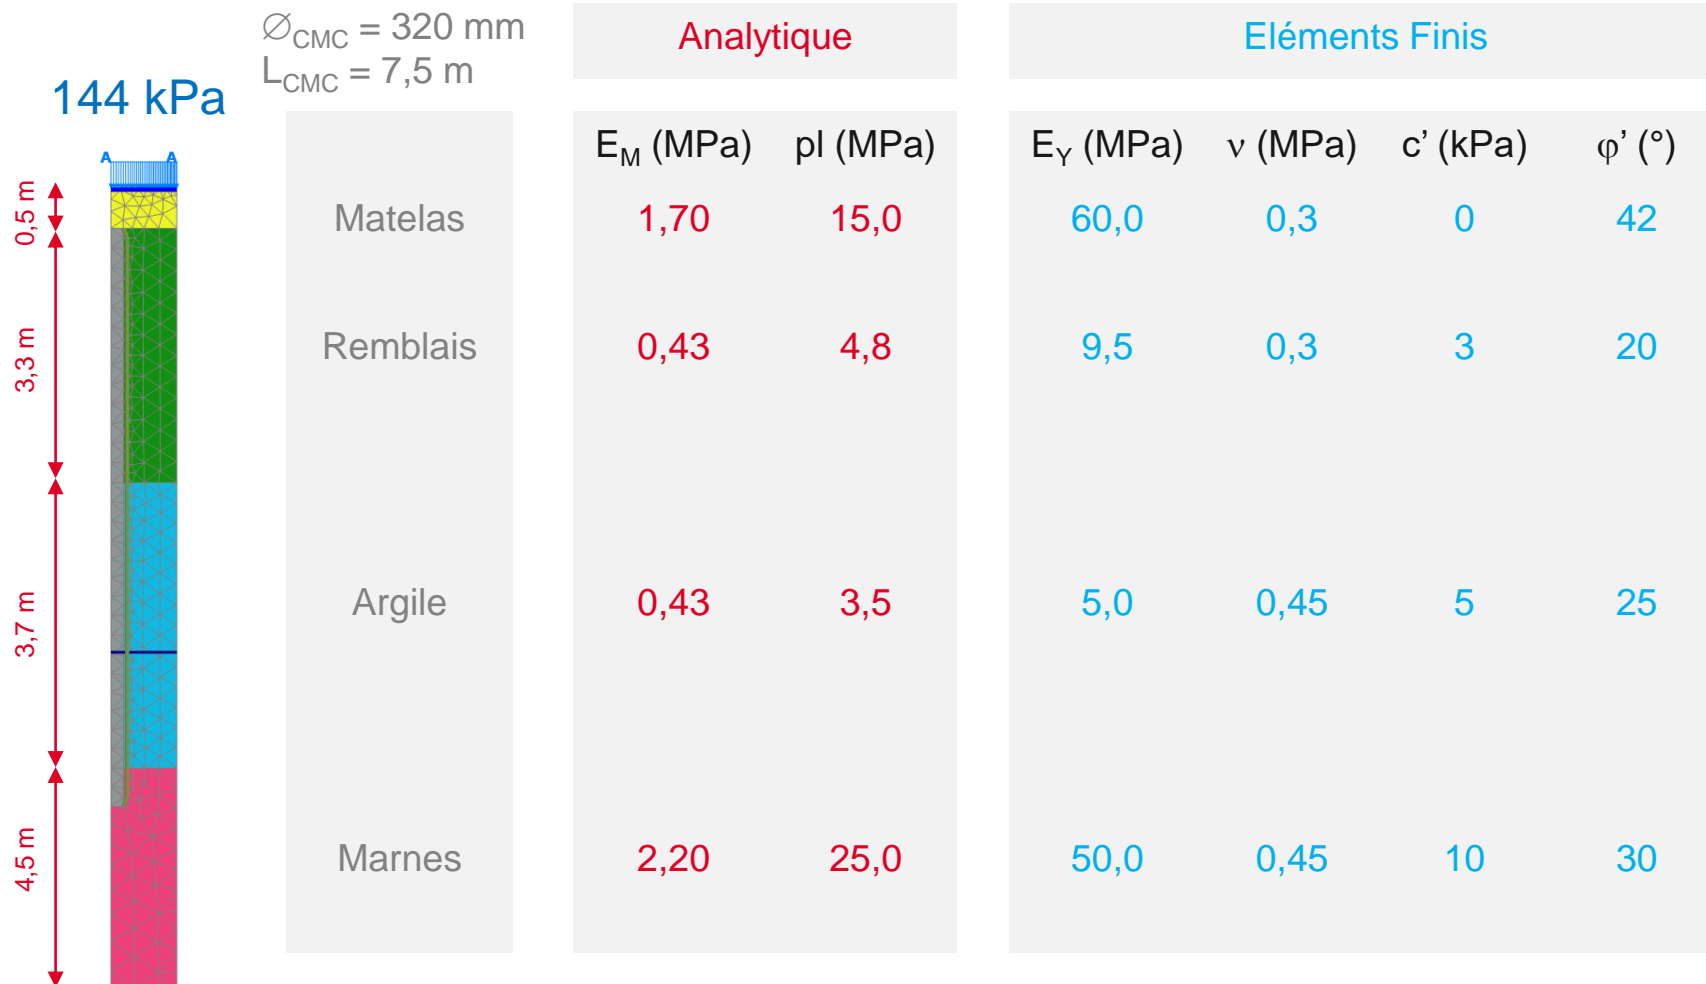 ∅CMC = 320 mm
LCMC = 7,5 m
Analytique
Eléments Finis
144 kPa
A A
EM (MPa) pl (MPa) EY (MPa) ν (MPa) c’ (kPa) φ’ (°)
0,5 m
Matelas 1,70 15,0 60,0 0,3 0 42
3,3 m
Remblais 0,43 4,8 9,5 0,3 3 20
3,7 m
Argile 0,43 3,5 5,0 0,45 5 25
4,5 m
Marnes 2,20 25,0 50,0 0,45 10 30